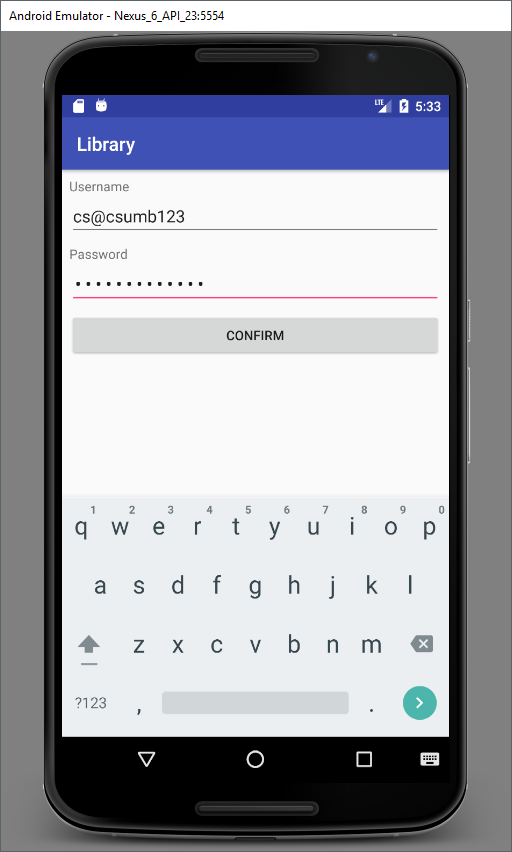 Android Emulator - Nexus_6_API_23:5554
LTE 5:33
Library
Username
cs@csumb123
Password
•••••••••••••
CONFIRM
1 2 3 4 5 6 7 8 9 0
q w e r t y u i o p
a s d f g h j k l
z x c v b n m
?123 , .